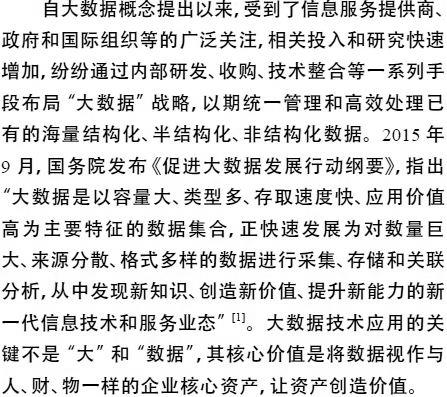 自大数据概念提出以来,受到了信息服务提供商、
政府和国际组织等的广泛关注,相关投入和研究快速
增加,纷纷通过内部研发、收购、技术整合等一系列手
段布局“大数据”战略,以期统一管理和高效处理已
有的海量结构化、半结构化、非结构化数据。2015年
9月,国务院发布《促进大数据发展行动纲要》,指出
“大数据是以容量大、类型多、存取速度快、应用价值
高为主要特征的数据集合,正快速发展为对数量巨
大、来源分散、格式多样的数据进行采集、存储和关联
分析,从中发现新知识、创造新价值、提升新能力的新
一代信息技术和服务业态”[1]。大数据技术应用的关
键不是“大”和“数据”,其核心价值是将数据视作与
人、财、物一样的企业核心资产,让资产创造价值。